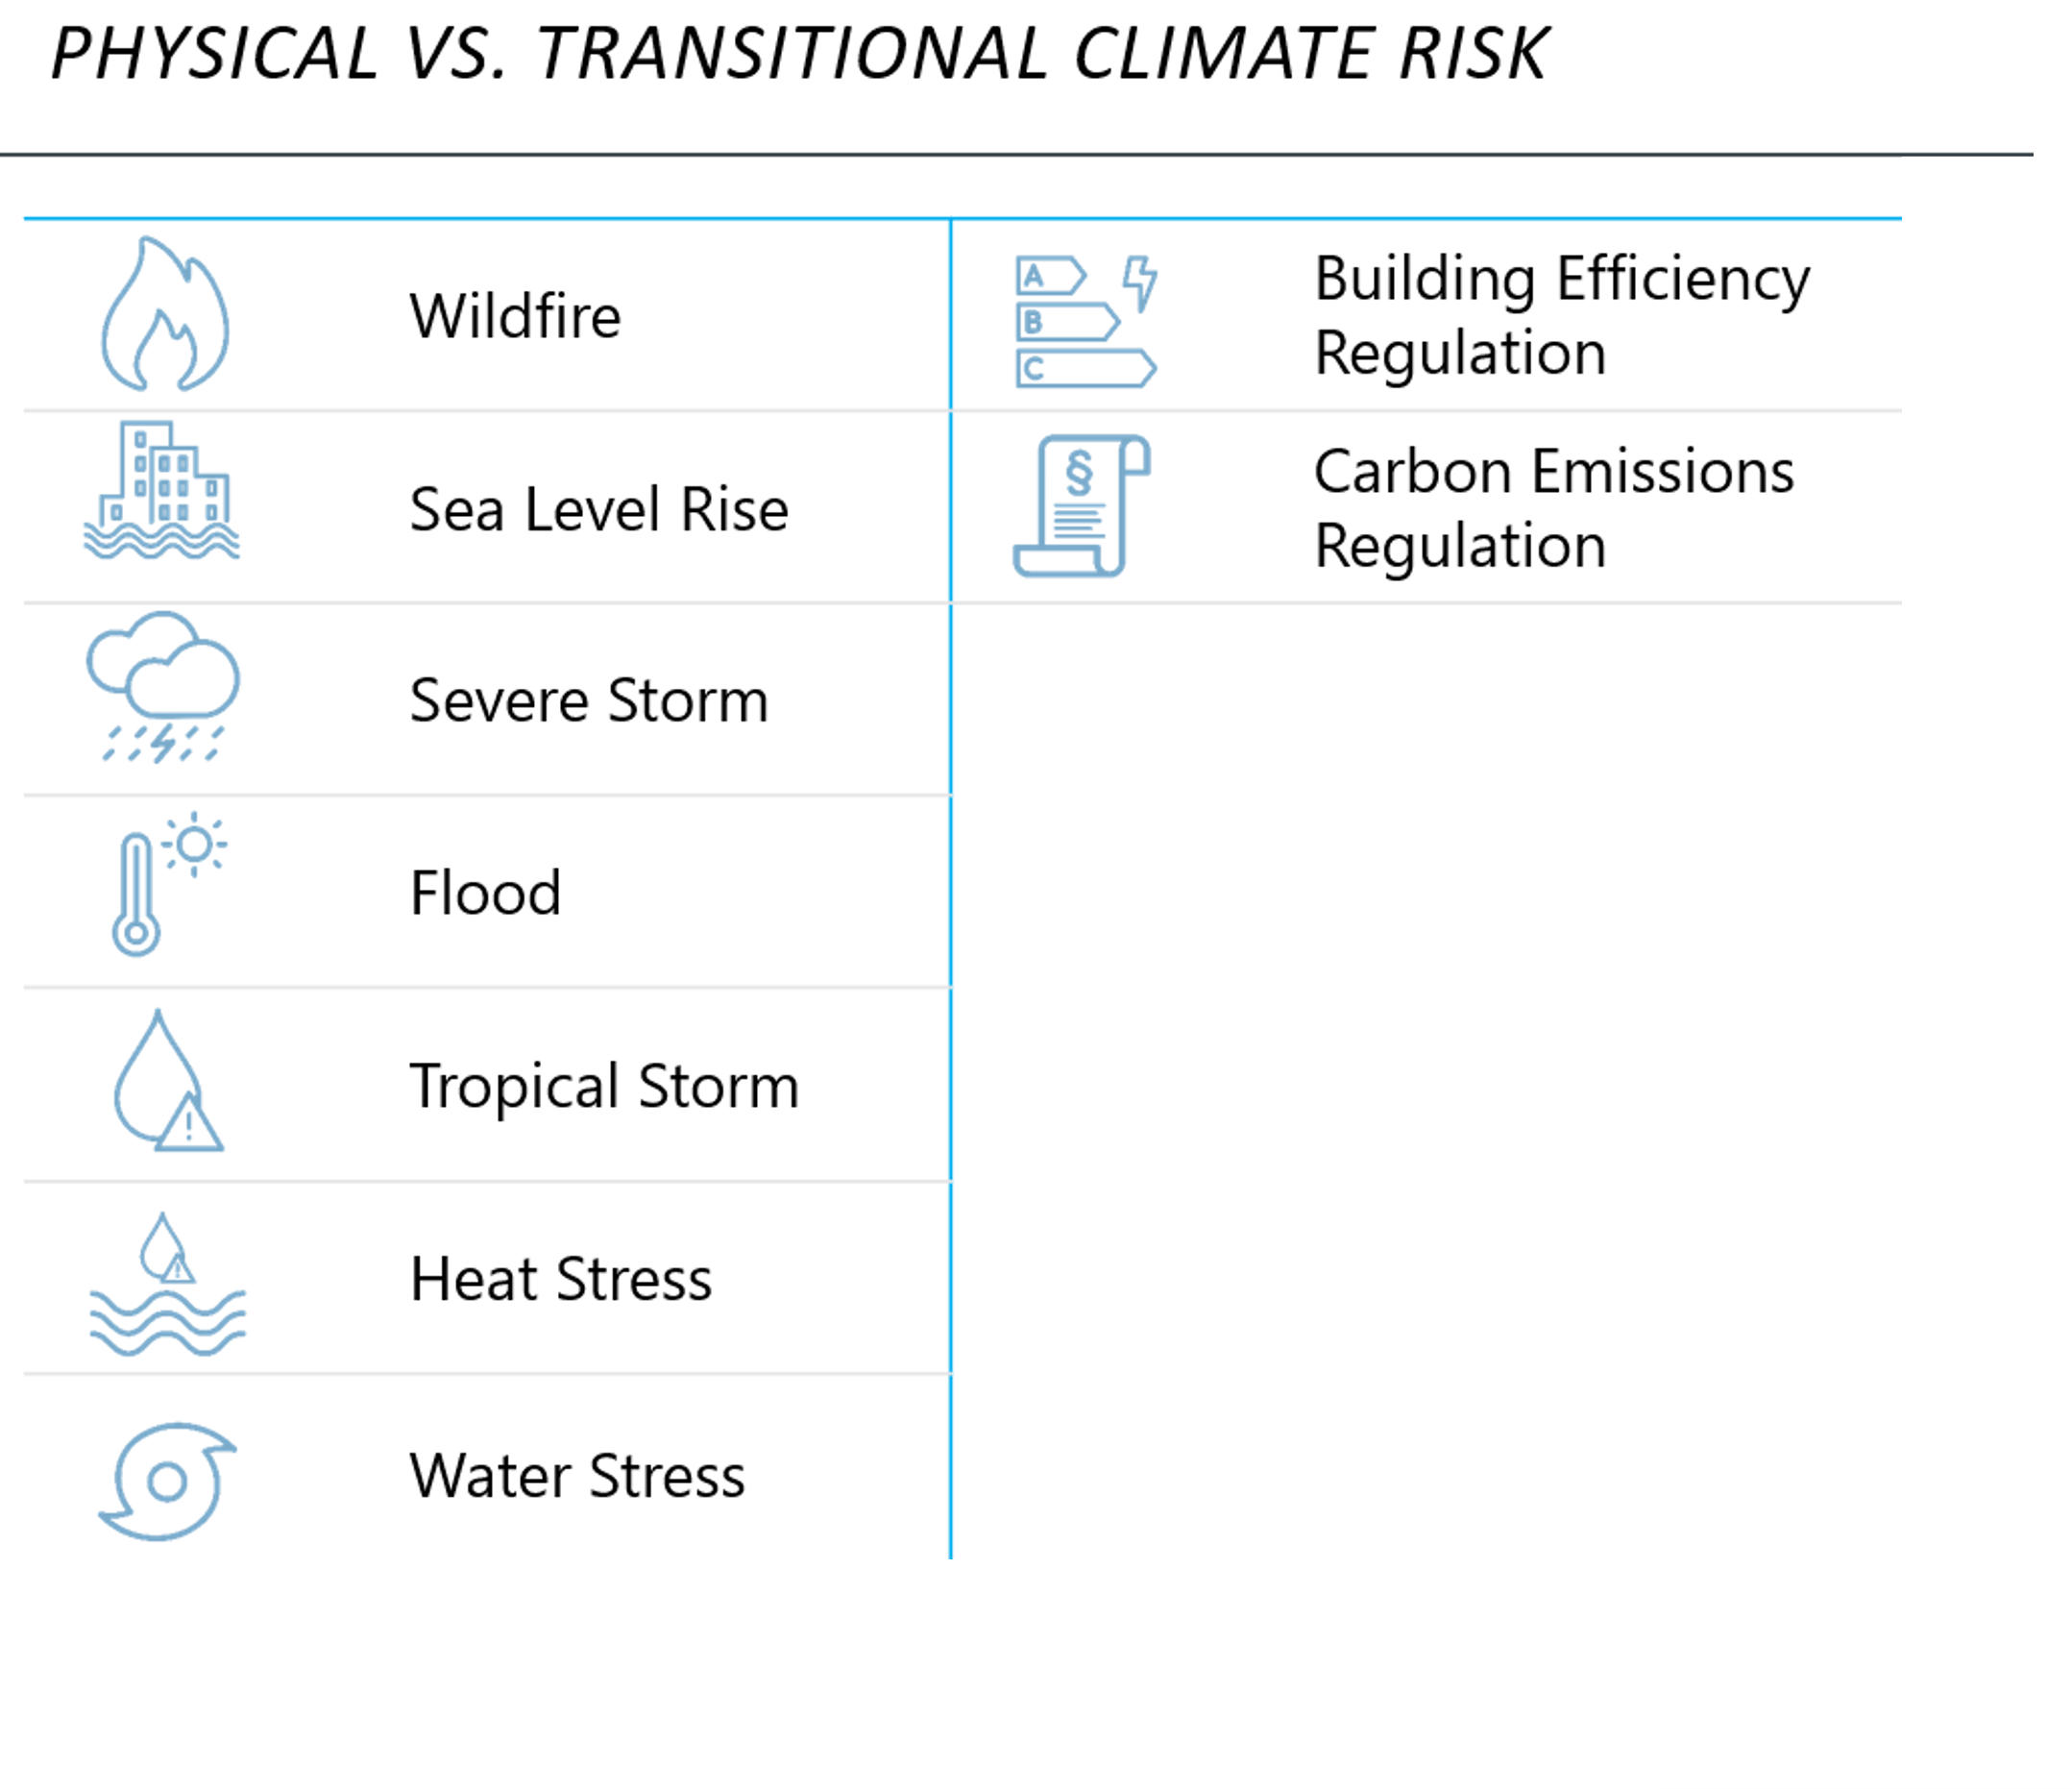 PHYSICAL VS. TRANSITIONAL CLIMATE RISK
Wildfire
Sea Level Rise
Severe Storm
Flood
Tropical Storm
!
Heat Stress
!
Water Stress
A
B
C
Building Efficiency
Regulation
§
Carbon Emissions
Regulation